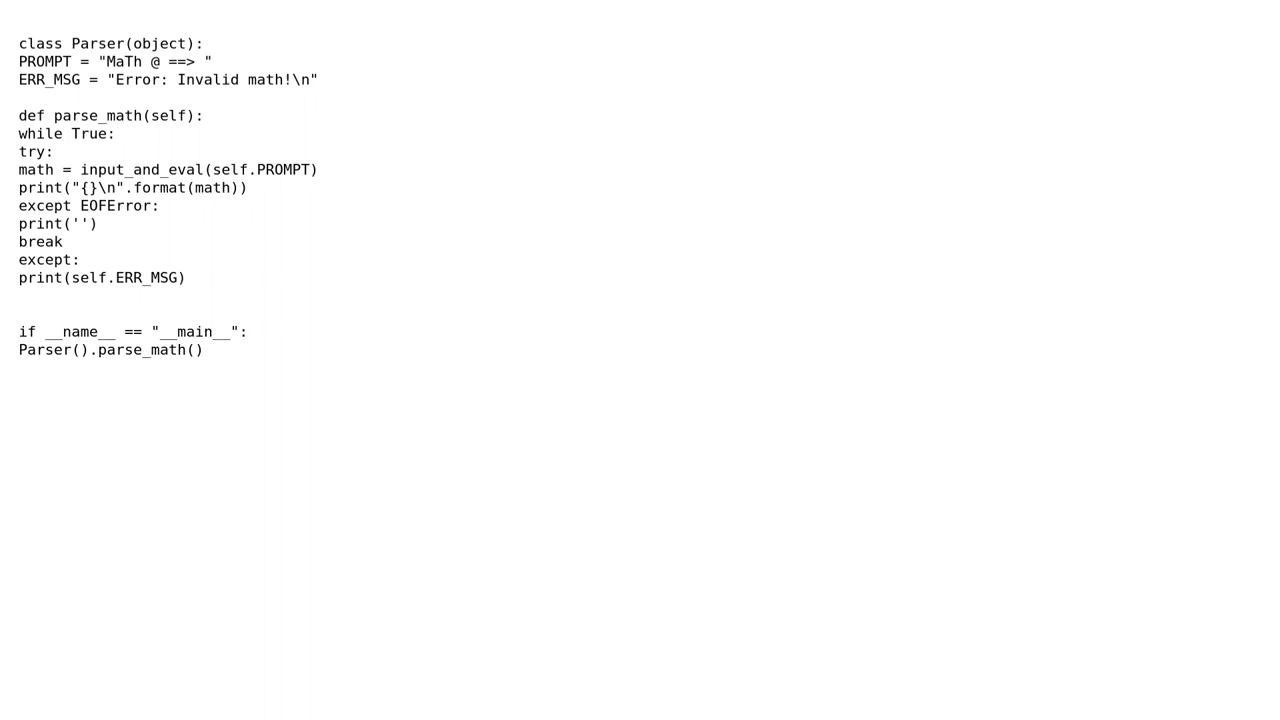 class Parser(object):
PROMPT = "MaTh @ ==> "
ERR_MSG = "Error: Invalid math!\n"
def parse_math(self):
while True:
try:
math = input_and_eval(self.PROMPT)
print("{}\n".format(math))
except EOFError:
print('')
break
except:
print(self.ERR_MSG)
if __name__ == "__main__":
Parser().parse_math()